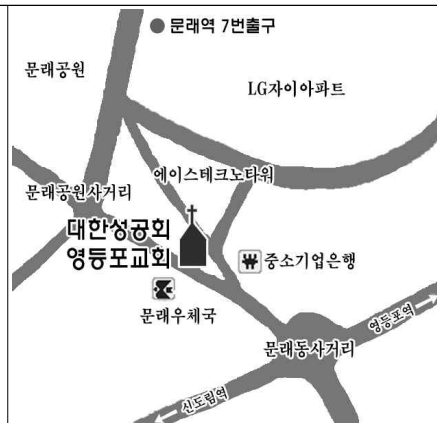 문래역 7번출구
문래공원
LG자이아파트
에이스테크노타워
문래공원사거리
대한성공회
영등포교회
₩ 중소기업은행
문래우체국
문래동사거리
영등포역
신도림역